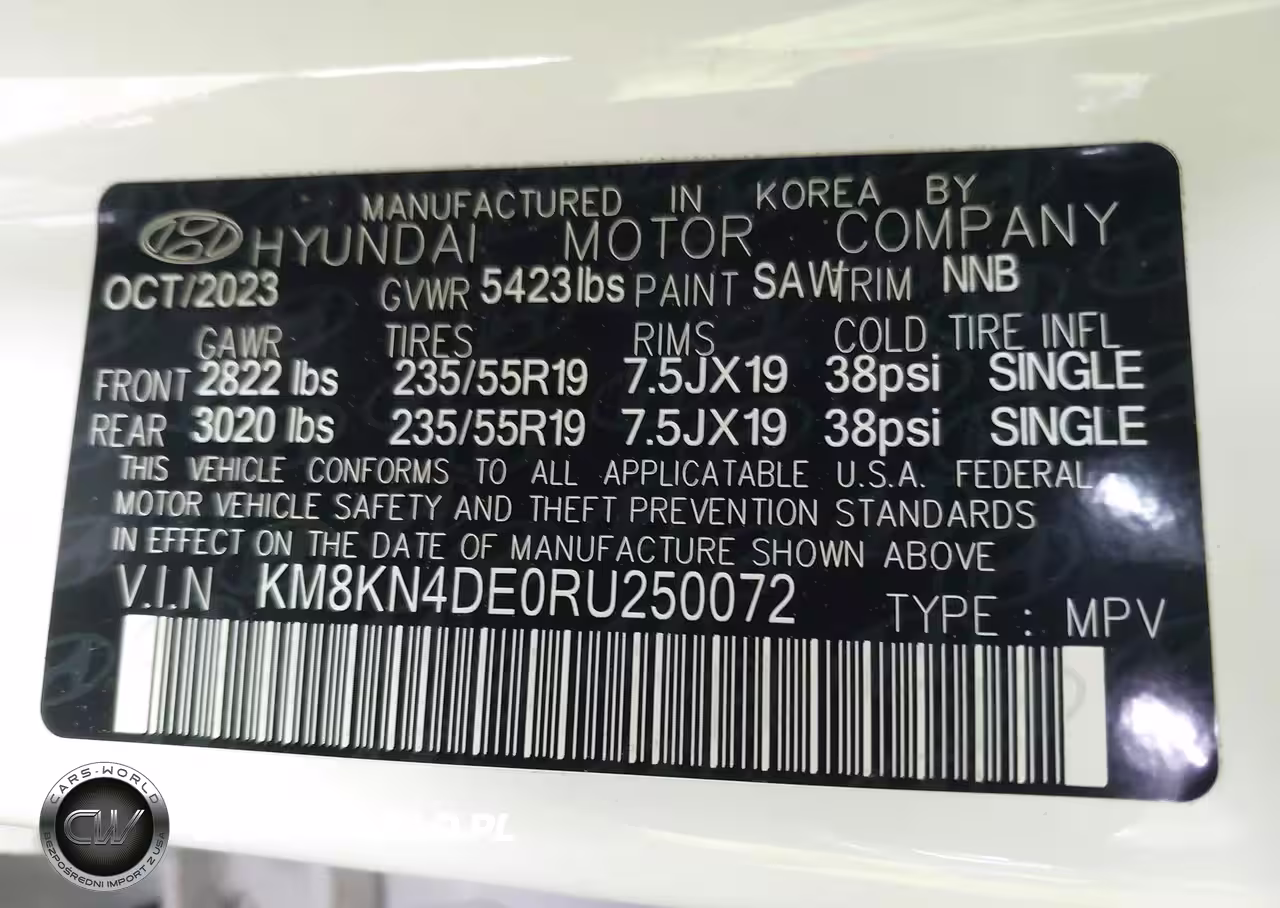 MANUFACTURED IN KOREA BY
HYUNDAI MOTOR COMPANY
OCT/2023 GVWR 5423lbs PAINT SAW TRIM NNB
GAWR TIRES RIMS COLD TIRE INFL
FRONT 2822 lbs 235/55R19 7.5JX19 38psi SINGLE
REAR 3020 lbs 235/55R19 7.5JX19 38psi SINGLE
THIS VEHICLE CONFORMS TO ALL APPLICATABLE U.S.A. FEDERAL
MOTOR VEHICLE SAFETY AND THEFT PREVENTION STANDARDS
IN EFFECT ON THE DATE OF MANUFACTURE SHOWN ABOVE
V.I.N KM8KN4DE0RU250072 TYPE : MPV
CARS-WORLD
CW
BEZPOŚREDNI IMPORT Z USA